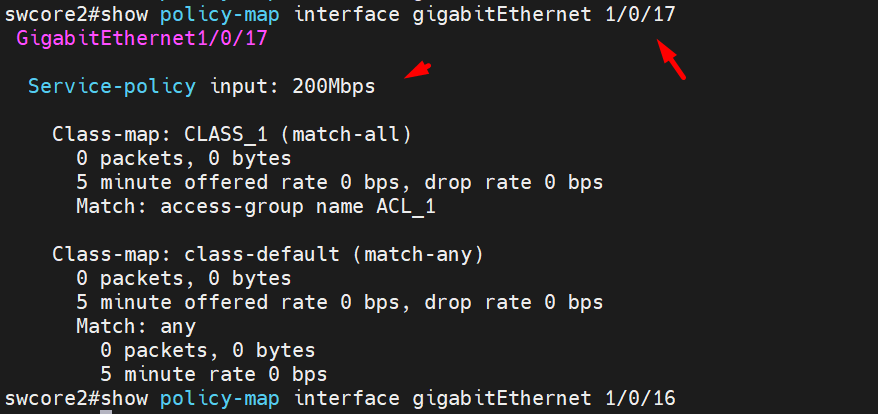 swcore2#show policy-map interface gigabitEthernet 1/0/17
GigabitEthernet1/0/17
Service-policy input: 200Mbps
Class-map: CLASS_1 (match-all)
0 packets, 0 bytes
5 minute offered rate 0 bps, drop rate 0 bps
Match: access-group name ACL_1
Class-map: class-default (match-any)
0 packets, 0 bytes
5 minute offered rate 0 bps, drop rate 0 bps
Match: any
0 packets, 0 bytes
5 minute rate 0 bps
swcore2#show policy-map interface gigabitEthernet 1/0/16